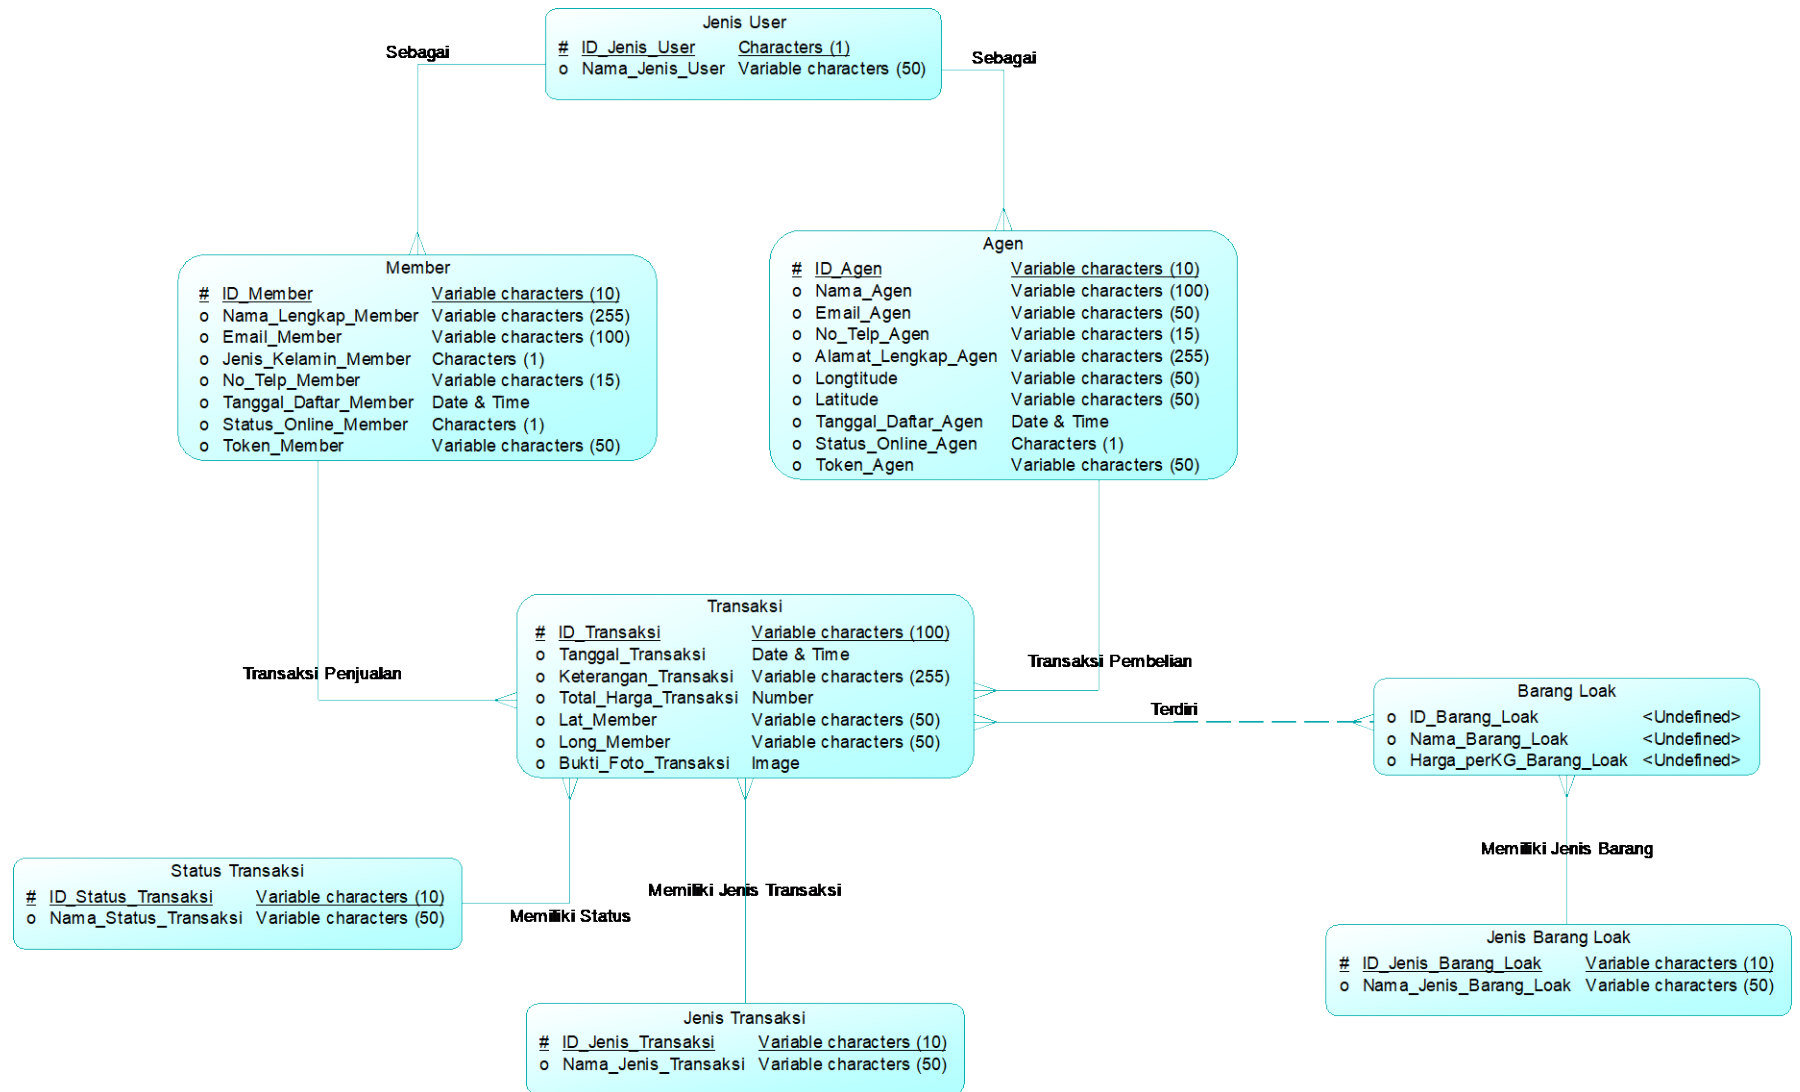 Jenis User
# ID_Jenis_User Characters (1)
o Nama_Jenis_User Variable characters (50)
Sebagai
Sebagai
Member
# ID_Member Variable characters (10)
o Nama_Lengkap_Member Variable characters (255)
o Email_Member Variable characters (100)
o Jenis_Kelamin_Member Characters (1)
o No_Telp_Member Variable characters (15)
o Tanggal_Daftar_Member Date & Time
o Status_Online_Member Characters (1)
o Token_Member Variable characters (50)
Agen
# ID_Agen Variable characters (10)
o Nama_Agen Variable characters (100)
o Email_Agen Variable characters (50)
o No_Telp_Agen Variable characters (15)
o Alamat_Lengkap_Agen Variable characters (255)
o Longtitude Variable characters (50)
o Latitude Variable characters (50)
o Tanggal_Daftar_Agen Date & Time
o Status_Online_Agen Characters (1)
o Token_Agen Variable characters (50)
Transaksi Penjualan
Transaksi
# ID_Transaksi Variable characters (100)
o Tanggal_Transaksi Date & Time
o Keterangan_Transaksi Variable characters (255)
o Total_Harga_Transaksi Number
o Lat_Member Variable characters (50)
o Long_Member Variable characters (50)
o Bukti_Foto_Transaksi Image
Transaksi Pembelian
Terdiri
Barang Loak
o ID_Barang_Loak <Undefined>
o Nama_Barang_Loak <Undefined>
o Harga_perKG_Barang_Loak <Undefined>
Memiliki Jenis Barang
Status Transaksi
# ID_Status_Transaksi Variable characters (10)
o Nama_Status_Transaksi Variable characters (50)
Memiliki Status
Memiliki Jenis Transaksi
Jenis Barang Loak
# ID_Jenis_Barang_Loak Variable characters (10)
o Nama_Jenis_Barang_Loak Variable characters (50)
Jenis Transaksi
# ID_Jenis_Transaksi Variable characters (10)
o Nama_Jenis_Transaksi Variable characters (50)